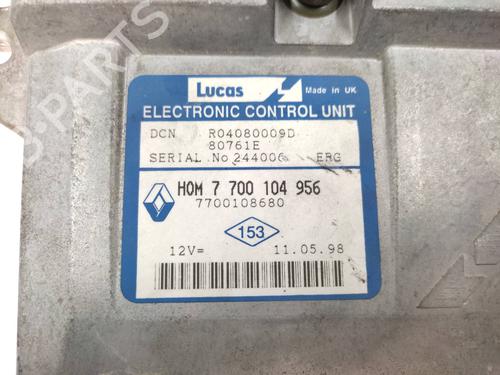 Lucas Made in UK
ELECTRONIC CONTROL UNIT
DCN R04080009D
80761E
SERIAL No 244006 ERG
HOM 7 700 104 956
7700108680
153
12V= 11.05.98
B-PARTS